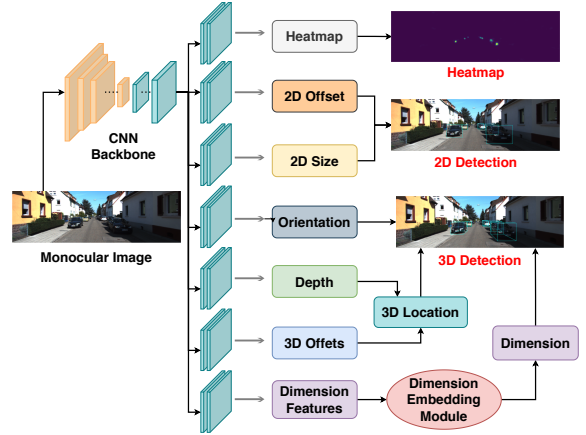 Heatmap
Heatmap
2D Offset
CNN
Backbone
2D Size
2D Detection
Monocular Image
Orientation
3D Detection
Depth
3D Location
3D Offets
Dimension
Dimension
Features
Dimension
Embedding
Module